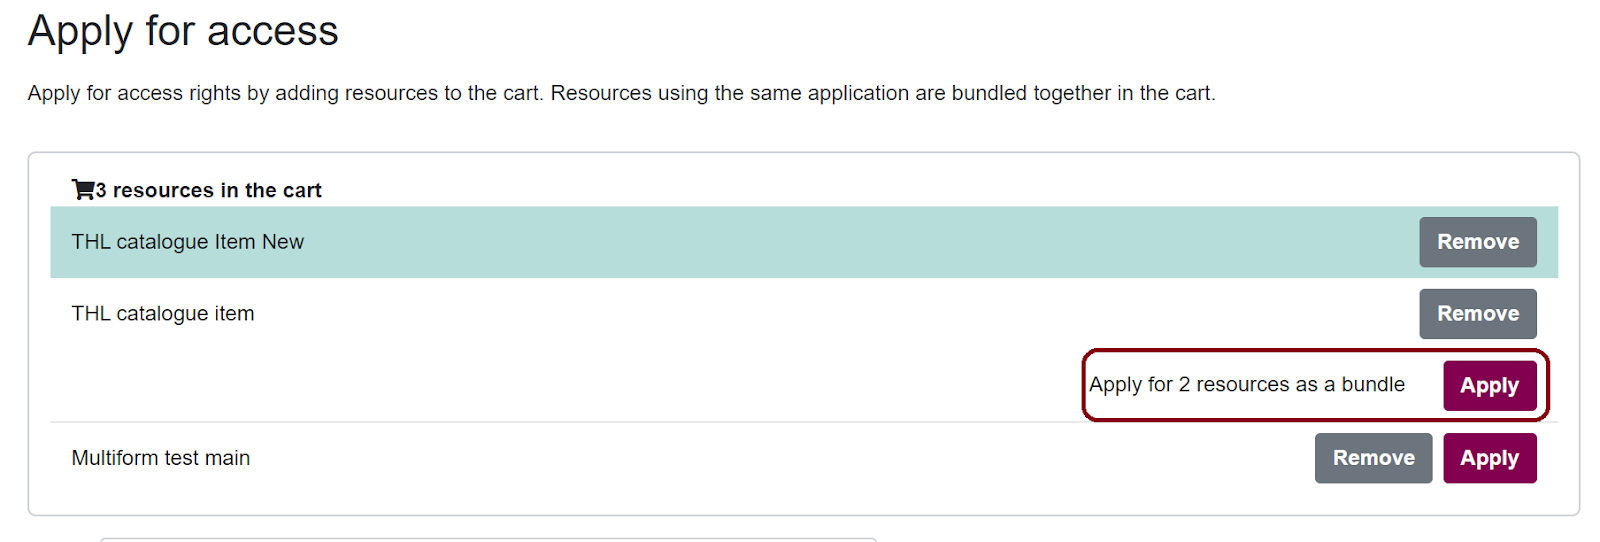 Apply for access
Apply for access rights by adding resources to the cart. Resources using the same application are bundled together in the cart.
3 resources in the cart
THL catalogue Item New Remove
THL catalogue item Remove
Apply for 2 resources as a bundle Apply
Multiform test main Remove Apply